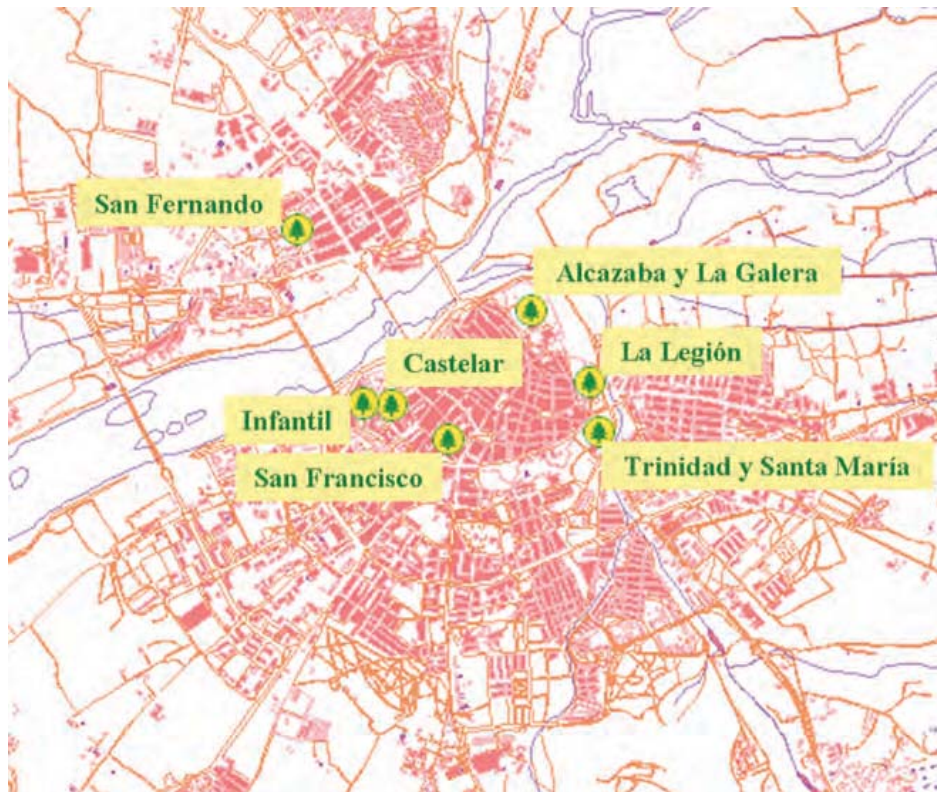 San Fernando
Alcazaba y La Galera
La Legión
Castelar
Infantil
San Francisco
Trinidad y Santa María